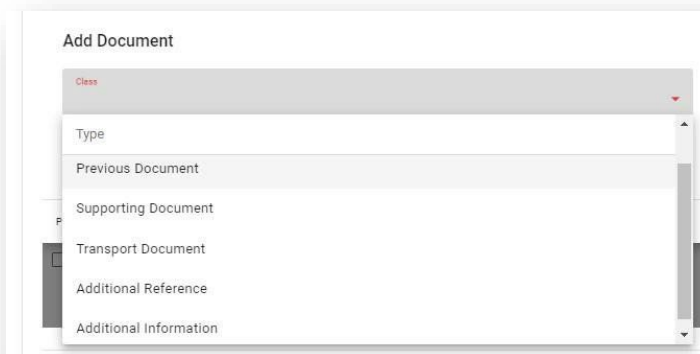 Add Document
Class
Type
Previous Document
Supporting Document
P
Transport Document
Additional Reference
Additional Information